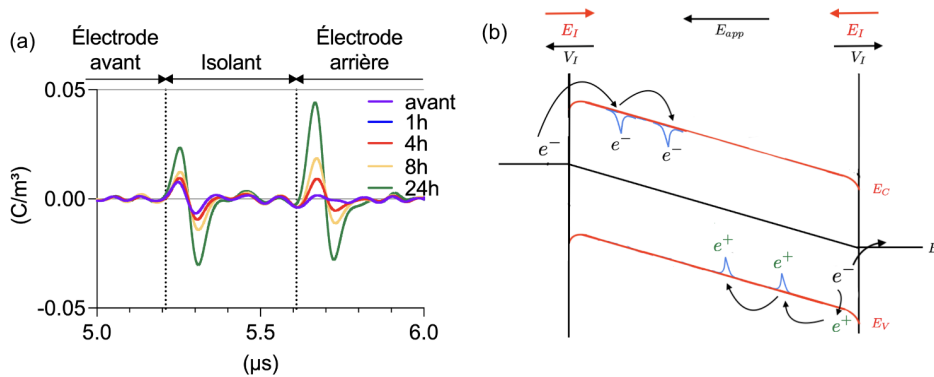 (a)
Électrode avant
Isolant
Électrode arrière
0.05
0.00
-0.05
(C/m³)
avant
1h
4h
8h
24h
5.0
5.5
6.0
(µs)
(b)
E_I
E_app
E_I
V_I
V_I
e⁻
e⁻
e⁻
E_C
e⁺
e⁺
e⁻
e⁺
E_V